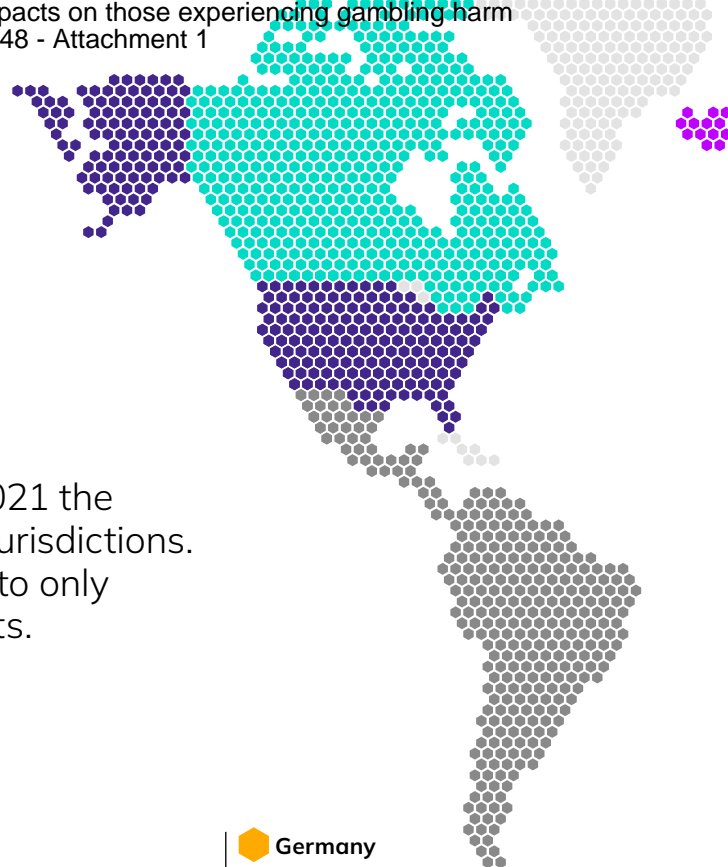 pacts on those experiencing gambling harm
48 - Attachment 1
021 the
urisdictions.
to only
ts.
Germany